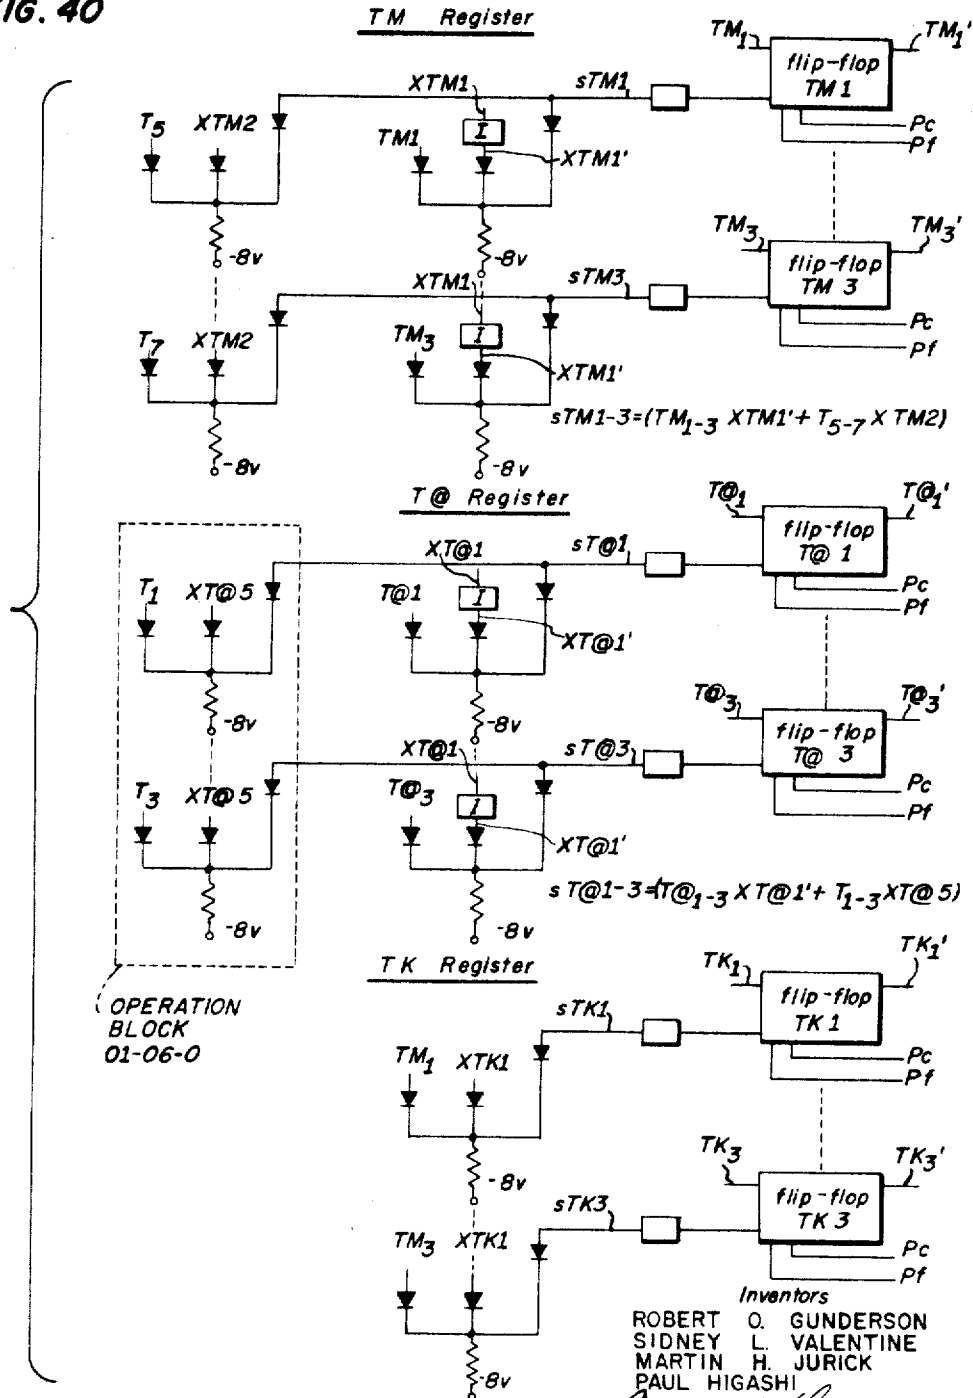 FIG. 40
TM Register
TM1 TM1'
flip-flop
TM 1
Pc
Pf
XTM1 sTM1
T5 XTM2
I
TM1
XTM1'
-8v -8v
TM3 TM3'
flip-flop
TM 3
Pc
Pf
XTM1 sTM3
T7 XTM2
I
TM3
XTM1'
sTM1-3=(TM1-3 XTM1'+ T5-7 X TM2)
-8v -8v
T@ Register
T@1 T@1'
flip-flop
T@ 1
Pc
Pf
XT@1 sT@1
T1 XT@5
I
T@1
XT@1'
-8v -8v
T@3 T@3'
flip-flop
T@ 3
Pc
Pf
XT@1 sT@3
T3 XT@5
I
T@3
XT@1'
sT@1-3=(T@1-3 XT@1'+ T1-3 XT@5)
-8v -8v
OPERATION
BLOCK
01-06-0
TK Register
TK1 TK1'
flip-flop
TK 1
Pc
Pf
sTK1
TM1 XTK1
-8v
TK3 TK3'
flip-flop
TK 3
Pc
Pf
sTK3
TM3 XTK1
-8v
Inventors
ROBERT O. GUNDERSON
SIDNEY L. VALENTINE
MARTIN H. JURICK
PAUL HIGASHI